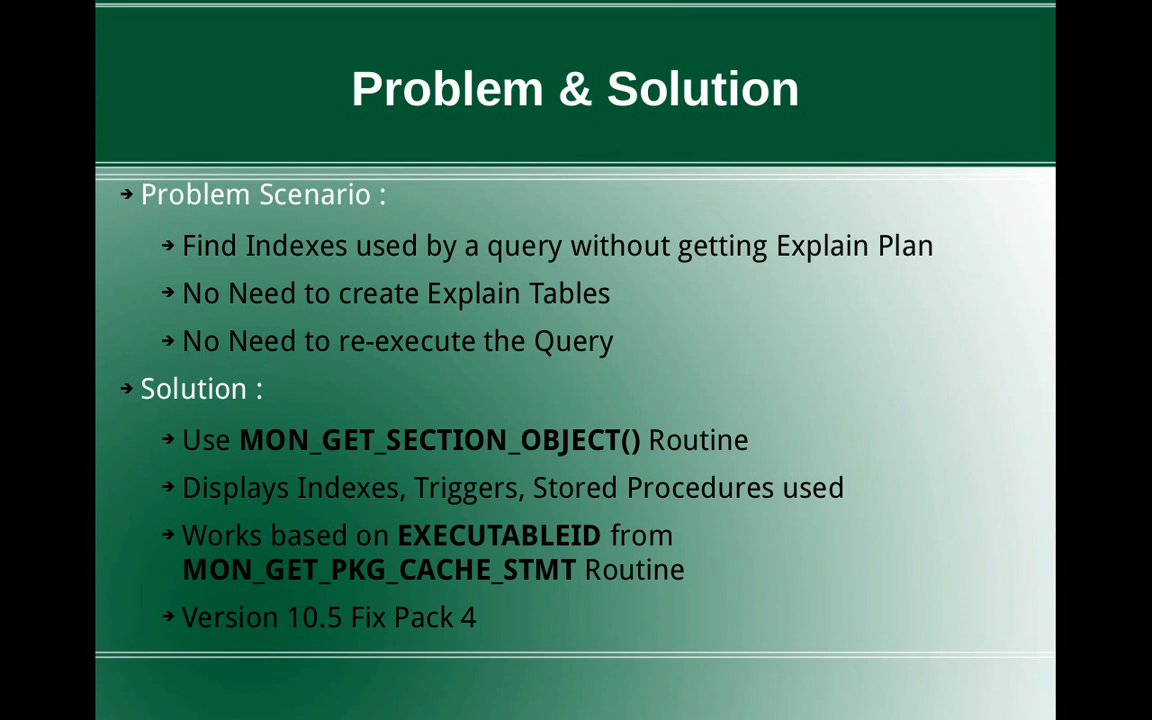 Problem & Solution
Problem Scenario :
Find Indexes used by a query without getting Explain Plan
No Need to create Explain Tables
No Need to re-execute the Query
Solution :
Use MON_GET_SECTION_OBJECT() Routine
Displays Indexes, Triggers, Stored Procedures used
Works based on EXECUTABLEID from
MON_GET_PKG_CACHE_STMT Routine
Version 10.5 Fix Pack 4